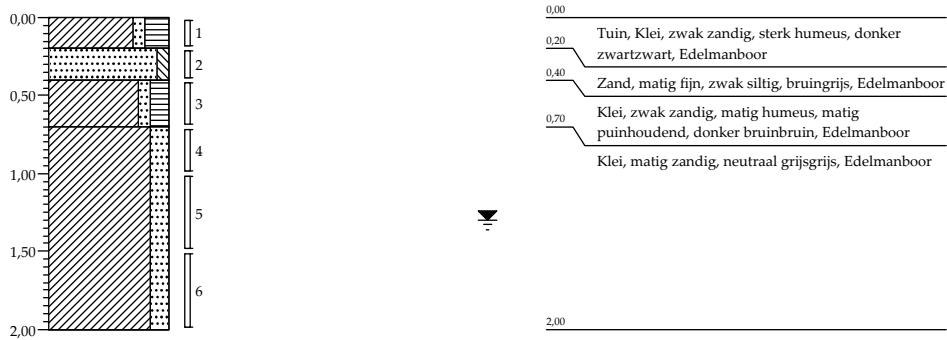 0,00
0,50
1,00
1,50
2,00
1
2
3
4
5
6
0,00
Tuin, Klei, zwak zandig, sterk humeus, donker
zwartzwart, Edelmanboor
0,20
Zand, matig fijn, zwak siltig, bruingrijs, Edelmanboor
0,40
Klei, zwak zandig, matig humeus, matig
puinhoudend, donker bruinbruin, Edelmanboor
0,70
Klei, matig zandig, neutraal grijsgrijs, Edelmanboor
2,00